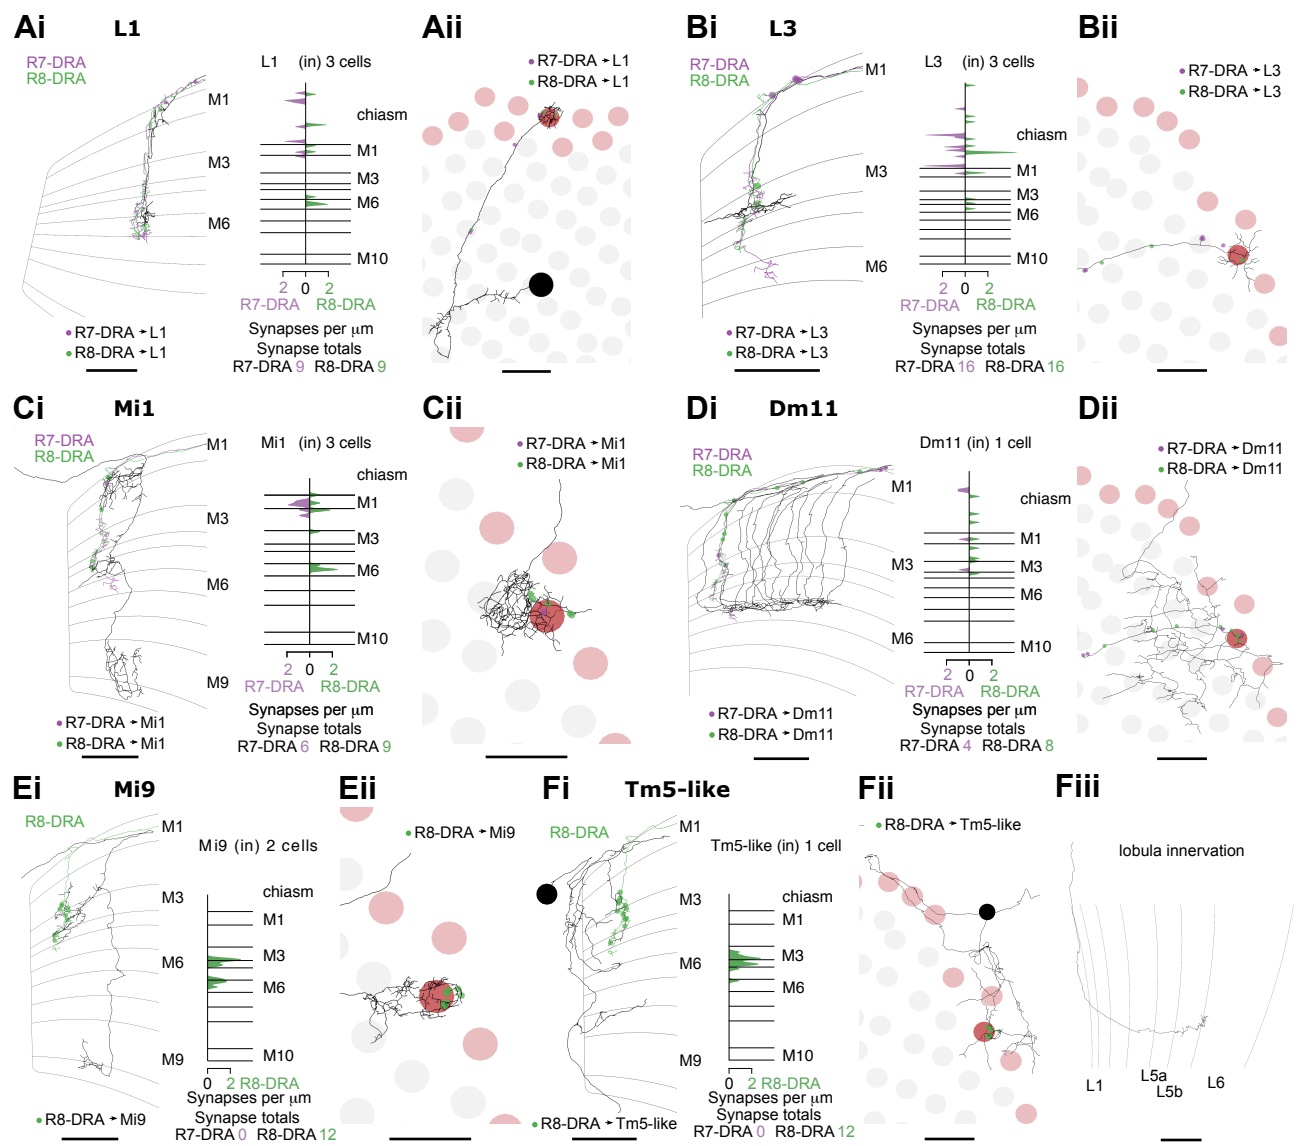 Ai L1
R7-DRA
R8-DRA
M1
M3
M6
R7-DRA → L1
R8-DRA → L1
L1 (in) 3 cells
chiasm
M1
M3
M6
M10
2 0 2
R7-DRA R8-DRA
Synapses per μm
Synapse totals
R7-DRA 9 R8-DRA 9
Aii
R7-DRA → L1
R8-DRA → L1
Bi L3
R7-DRA
R8-DRA
M1
M3
M6
R7-DRA → L3
R8-DRA → L3
L3 (in) 3 cells
chiasm
M1
M3
M6
M10
2 0 2
R7-DRA R8-DRA
Synapses per μm
Synapse totals
R7-DRA 16 R8-DRA 16
Bii
R7-DRA → L3
R8-DRA → L3
Ci Mi1
R7-DRA
R8-DRA
M1
M3
M6
M9
R7-DRA → Mi1
R8-DRA → Mi1
Mi1 (in) 3 cells
chiasm
M1
M3
M6
M10
2 0 2
R7-DRA R8-DRA
Synapses per μm
Synapse totals
R7-DRA 6 R8-DRA 9
Cii
R7-DRA → Mi1
R8-DRA → Mi1
Di Dm11
R7-DRA
R8-DRA
M1
M3
M6
R7-DRA → Dm11
R8-DRA → Dm11
Dm11 (in) 1 cell
chiasm
M1
M3
M6
M10
2 0 2
R7-DRA R8-DRA
Synapses per μm
Synapse totals
R7-DRA 4 R8-DRA 8
Dii
R7-DRA → Dm11
R8-DRA → Dm11
Ei Mi9
R8-DRA
M1
M3
M6
M9
R8-DRA → Mi9
Mi9 (in) 2 cells
chiasm
M1
M3
M6
M10
0 2 R8-DRA
Synapses per μm
Synapse totals
R7-DRA 0 R8-DRA 12
Eii
R8-DRA → Mi9
Fi Tm5-like
R8-DRA
M1
M3
M6
M9
R8-DRA → Tm5-like
Tm5-like (in) 1 cell
chiasm
M1
M3
M6
M10
0 2 R8-DRA
Synapses per μm
Synapse totals
R7-DRA 0 R8-DRA 12
Fii
R8-DRA → Tm5-like
Fiii
lobula innervation
L1 L5a L5b L6